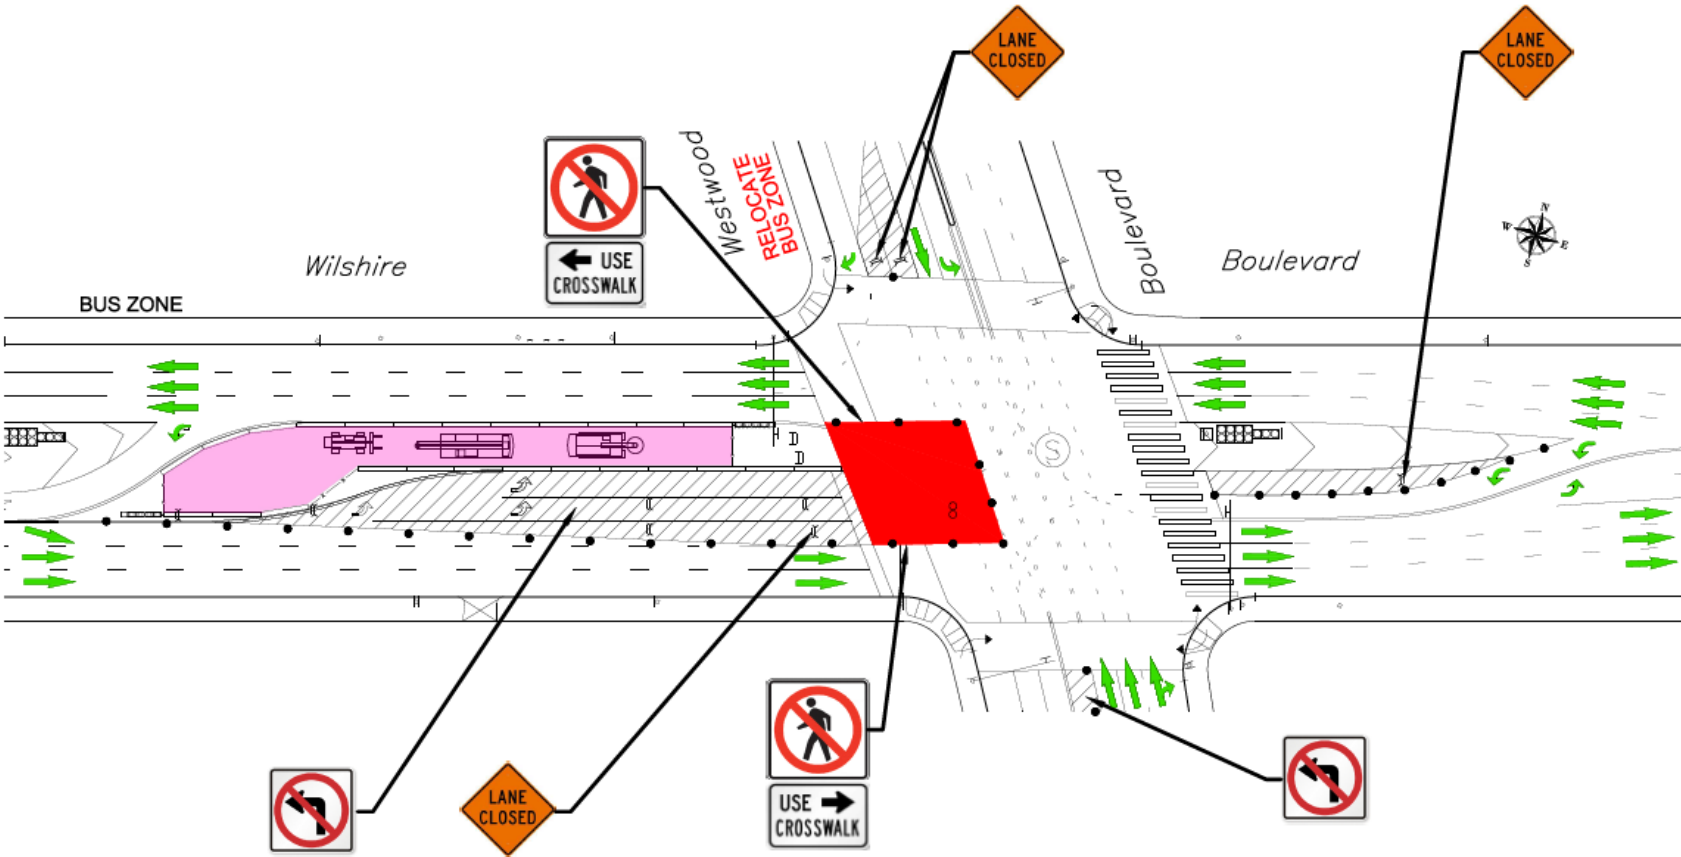 LANE
CLOSED
LANE
CLOSED
Westwood
RELOCATE
BUS ZONE
Boulevard
USE
CROSSWALK
Wilshire
Boulevard
N
W
E
S
BUS ZONE
S
8
LANE
CLOSED
USE
CROSSWALK